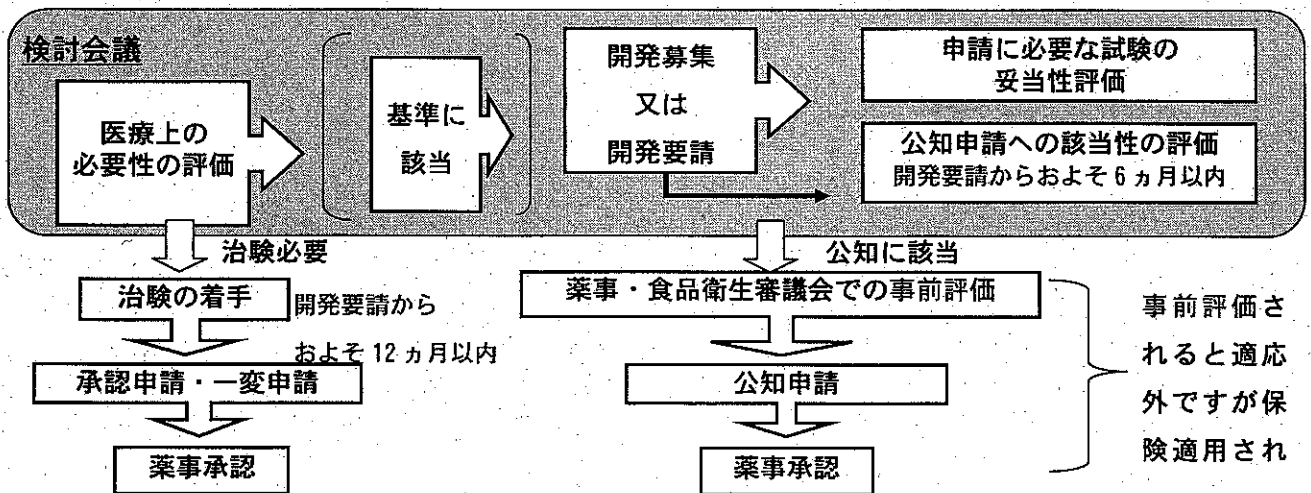 検討会議
医療上の
必要性の評価
基準に
該当
開発募集
又は
開発要請
申請に必要な試験の
妥当性評価
公知申請への該当性の評価
開発要請からおよそ6ヵ月以内
治験必要
治験の着手
開発要請から
およそ12ヵ月以内
承認申請・一変申請
薬事承認
公知に該当
薬事・食品衛生審議会での事前評価
公知申請
薬事承認
事前評価さ
れると適応
外ですが保
険適用され